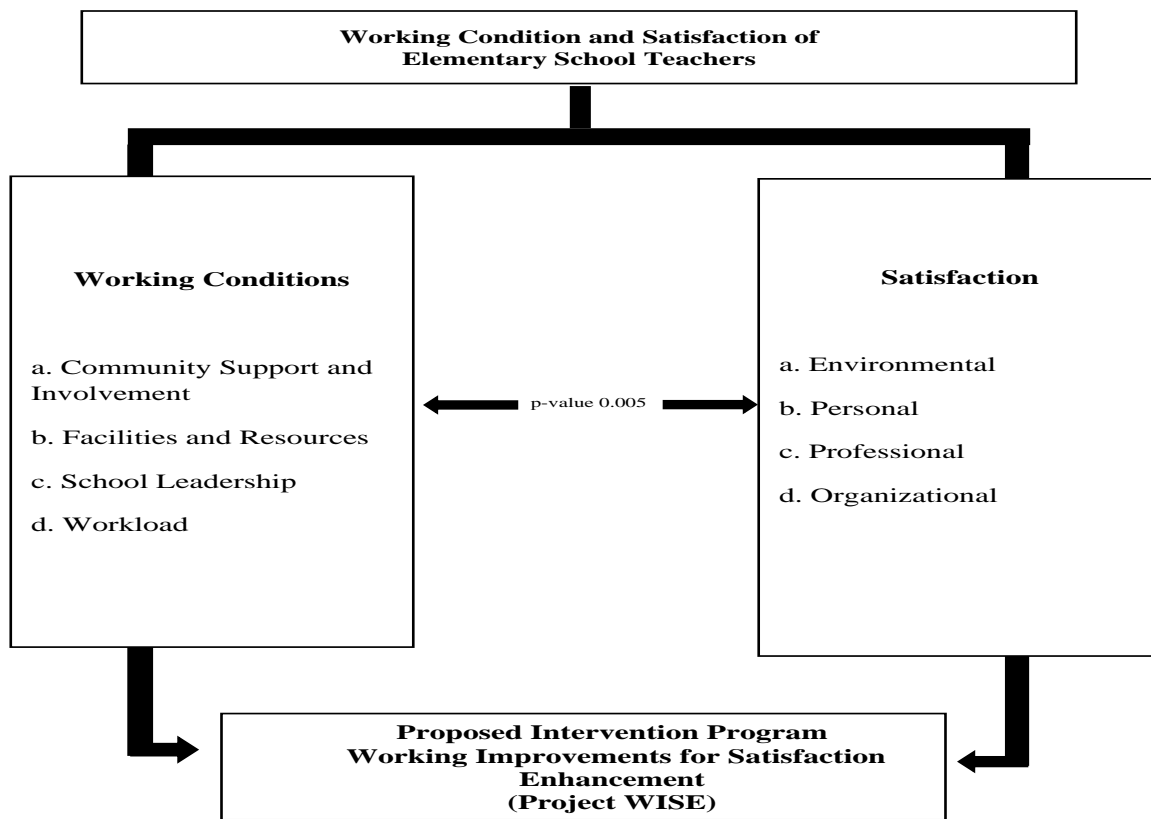 Working Condition and Satisfaction of
Elementary School Teachers
Working Conditions
a. Community Support and
Involvement
b. Facilities and Resources
c. School Leadership
d. Workload
p-value 0.005
Satisfaction
a. Environmental
b. Personal
c. Professional
d. Organizational
Proposed Intervention Program
Working Improvements for Satisfaction
Enhancement
(Project WISE)